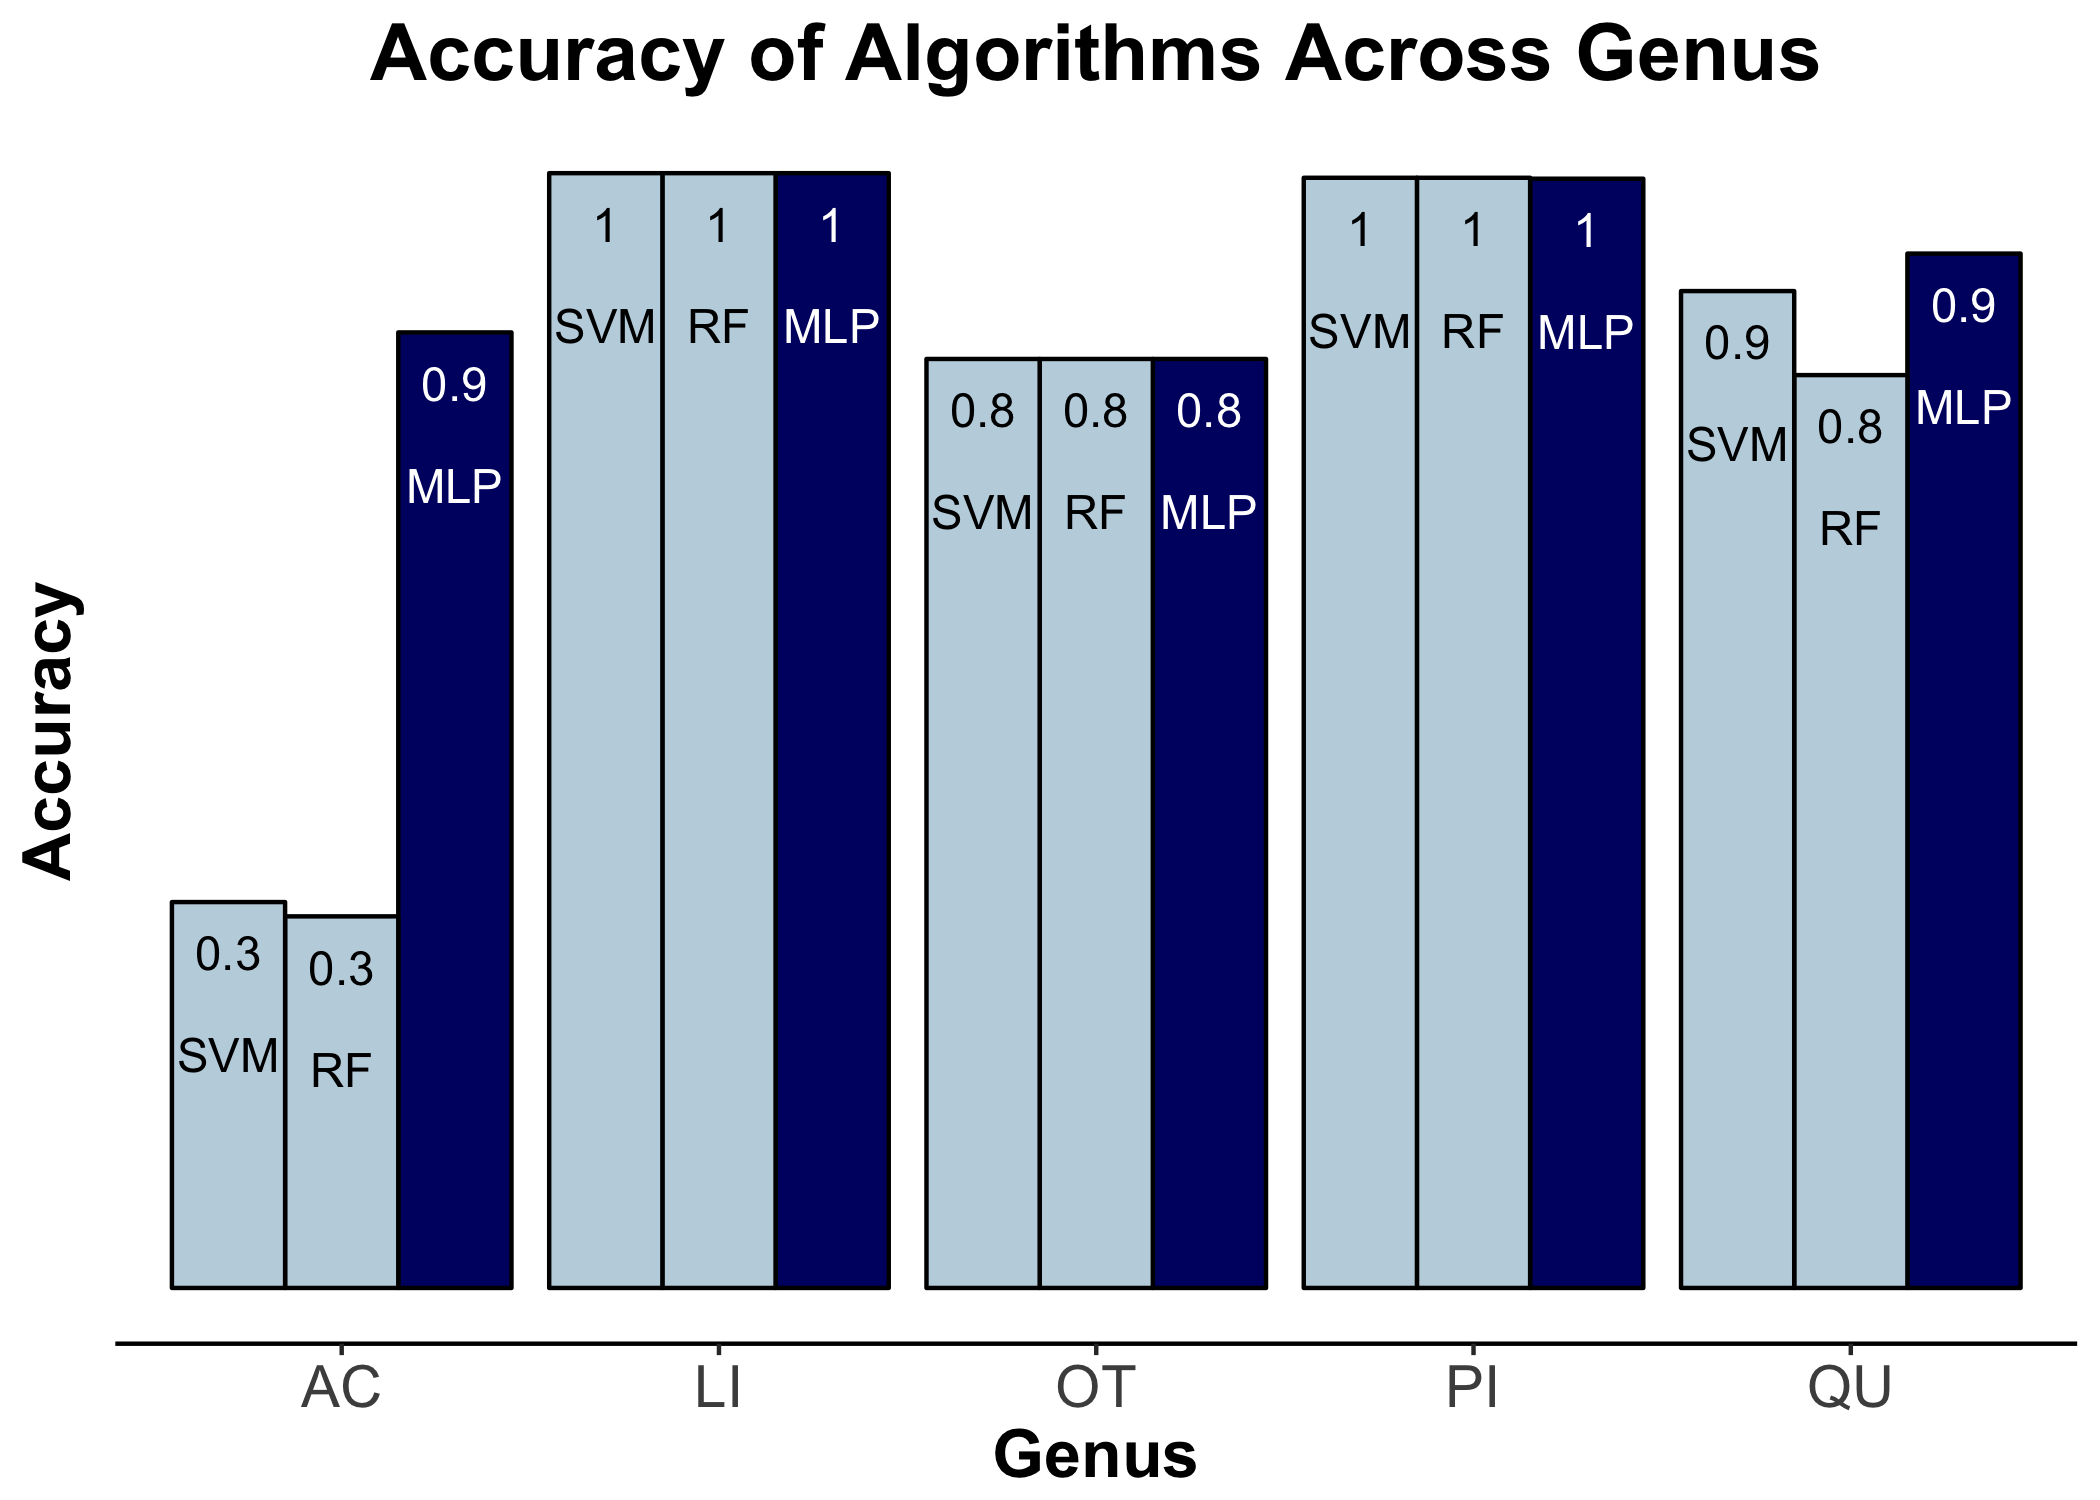 Accuracy of Algorithms Across Genus
Accuracy
0.3
SVM
0.3
RF
0.9
MLP
1
SVM
1
RF
1
MLP
0.8
SVM
0.8
RF
0.8
MLP
1
SVM
1
RF
1
MLP
0.9
SVM
0.8
RF
0.9
MLP
AC LI OT PI QU
Genus